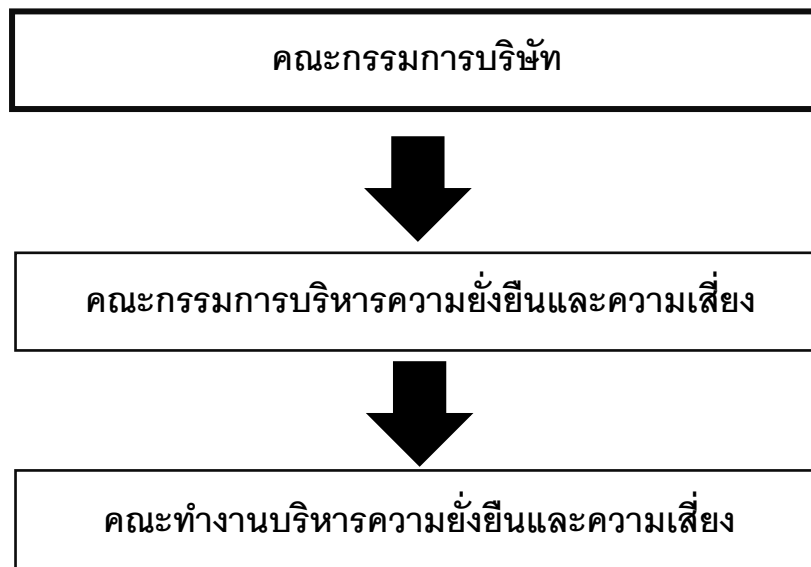 คณะกรรมการบริษัท
คณะกรรมการบริหารความยั่งยืนและความเสี่ยง
คณะทำงานบริหารความยั่งยืนและความเสี่ยง